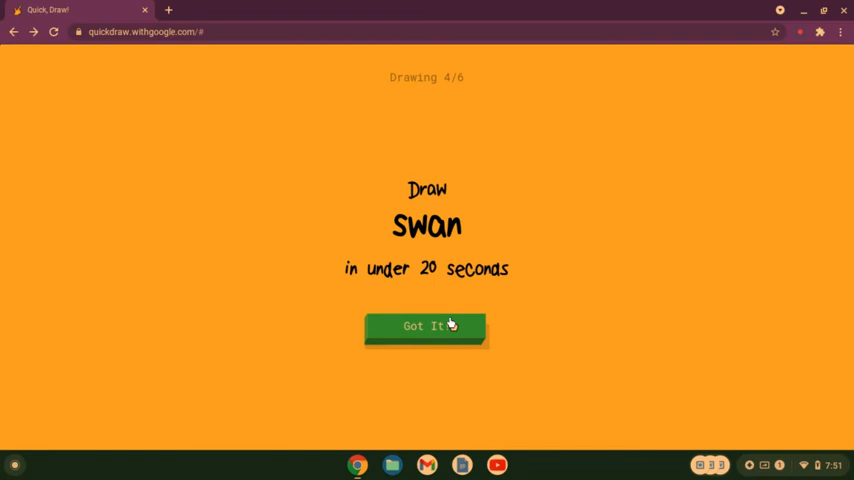 Quick, Draw!
quickdraw.withgoogle.com/#
Drawing 4/6
Draw
swan
in under 20 seconds
Got It
7:51